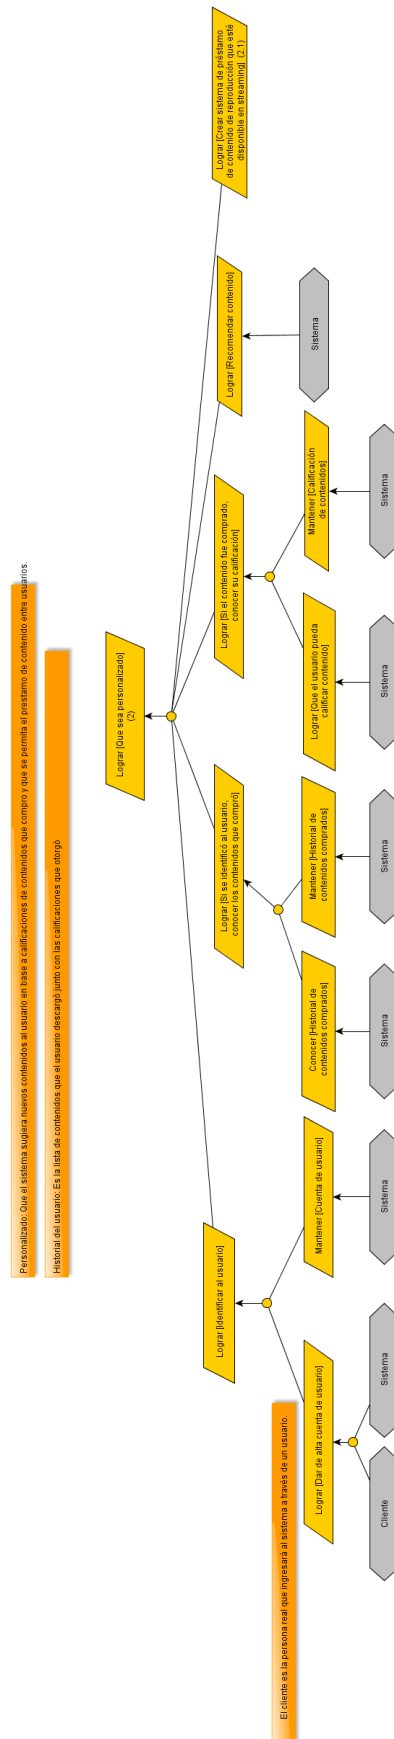 Personalizado: Que el sistema sugiera nuevos contenidos al usuario en base a calificaciones de contenidos que compro y que se permita el prestamo de contenido entre usuarios.
Historial del usuario: Es la lista de contenidos que el usuario descargó junto con las calificaciones que otorgó
Lograr [Que sea personalizado]
(2)
Lograr [Identificar al usuario]
Lograr [Si se identificó al usuario,
conocer los contenidos que compró]
Lograr [Si el contenido fue comprado,
conocer su calificación]
Lograr [Recomendar contenido]
Lograr [Crear sistema de préstamo
de contenido de reproducción que esté
disponible en streaming] (2.1)
El cliente es la persona real que ingresará al sistema a través de un usuario.
Lograr [Dar de alta cuenta de usuario]
Mantener [Cuenta de usuario]
Conocer [Historial de
contenidos comprados]
Mantener [Historial de
contenidos comprados]
Lograr [Que el usuario pueda
calificar contenido]
Mantener [Calificación
de contenidos]
Sistema
Cliente
Sistema
Sistema
Sistema
Sistema
Sistema
Sistema